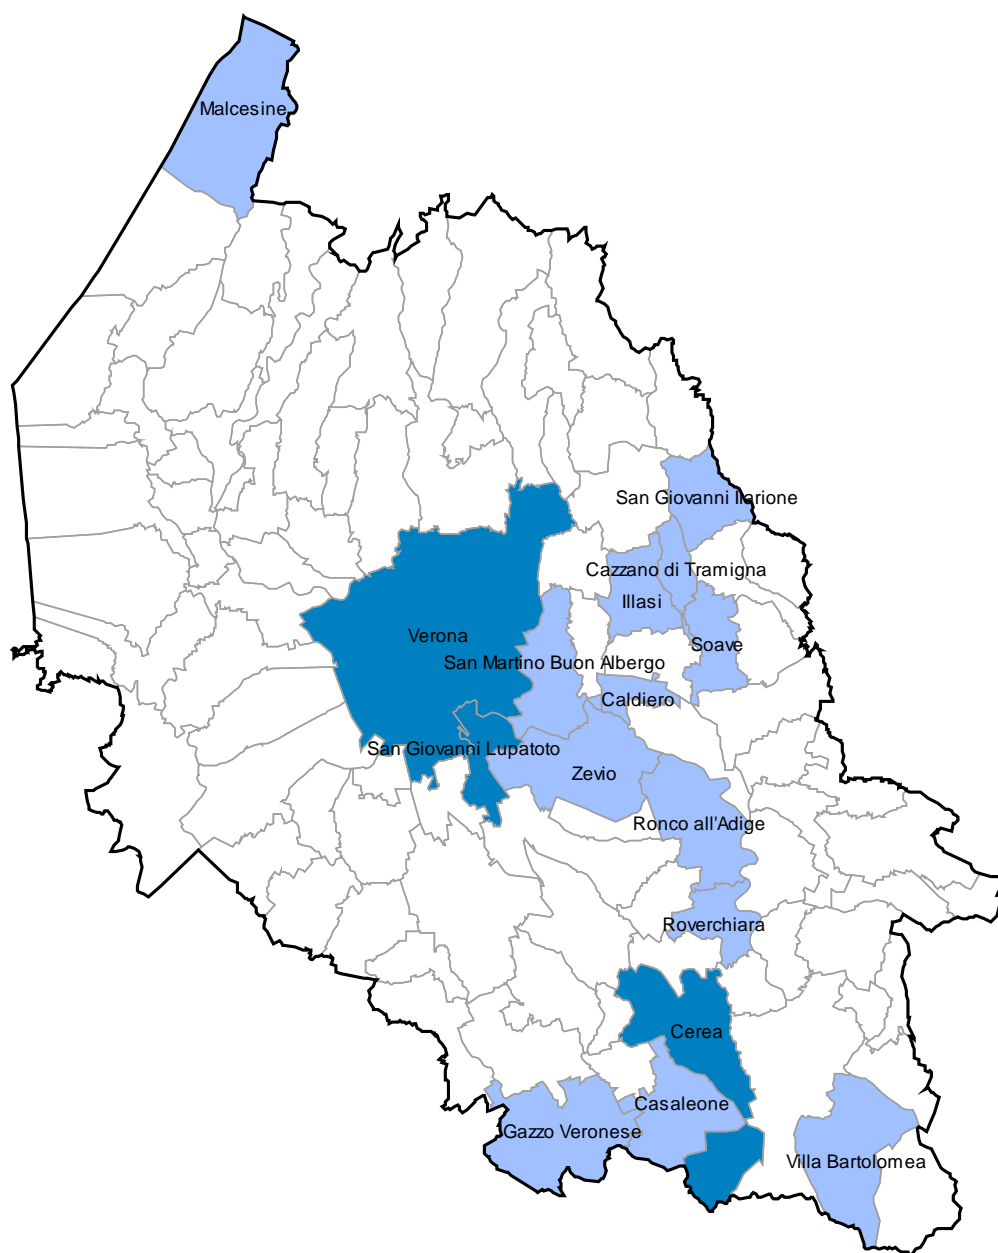 Malcesine
San Giovanni Ilarione
Cazzano di Tramigna
Illasi
Verona
Soave
San Martino Buon Albergo
Caldiero
San Giovanni Lupatoto
Zevio
Ronco all'Adige
Roverchiara
Cerea
Casaleone
Gazzo Veronese
Villa Bartolomea